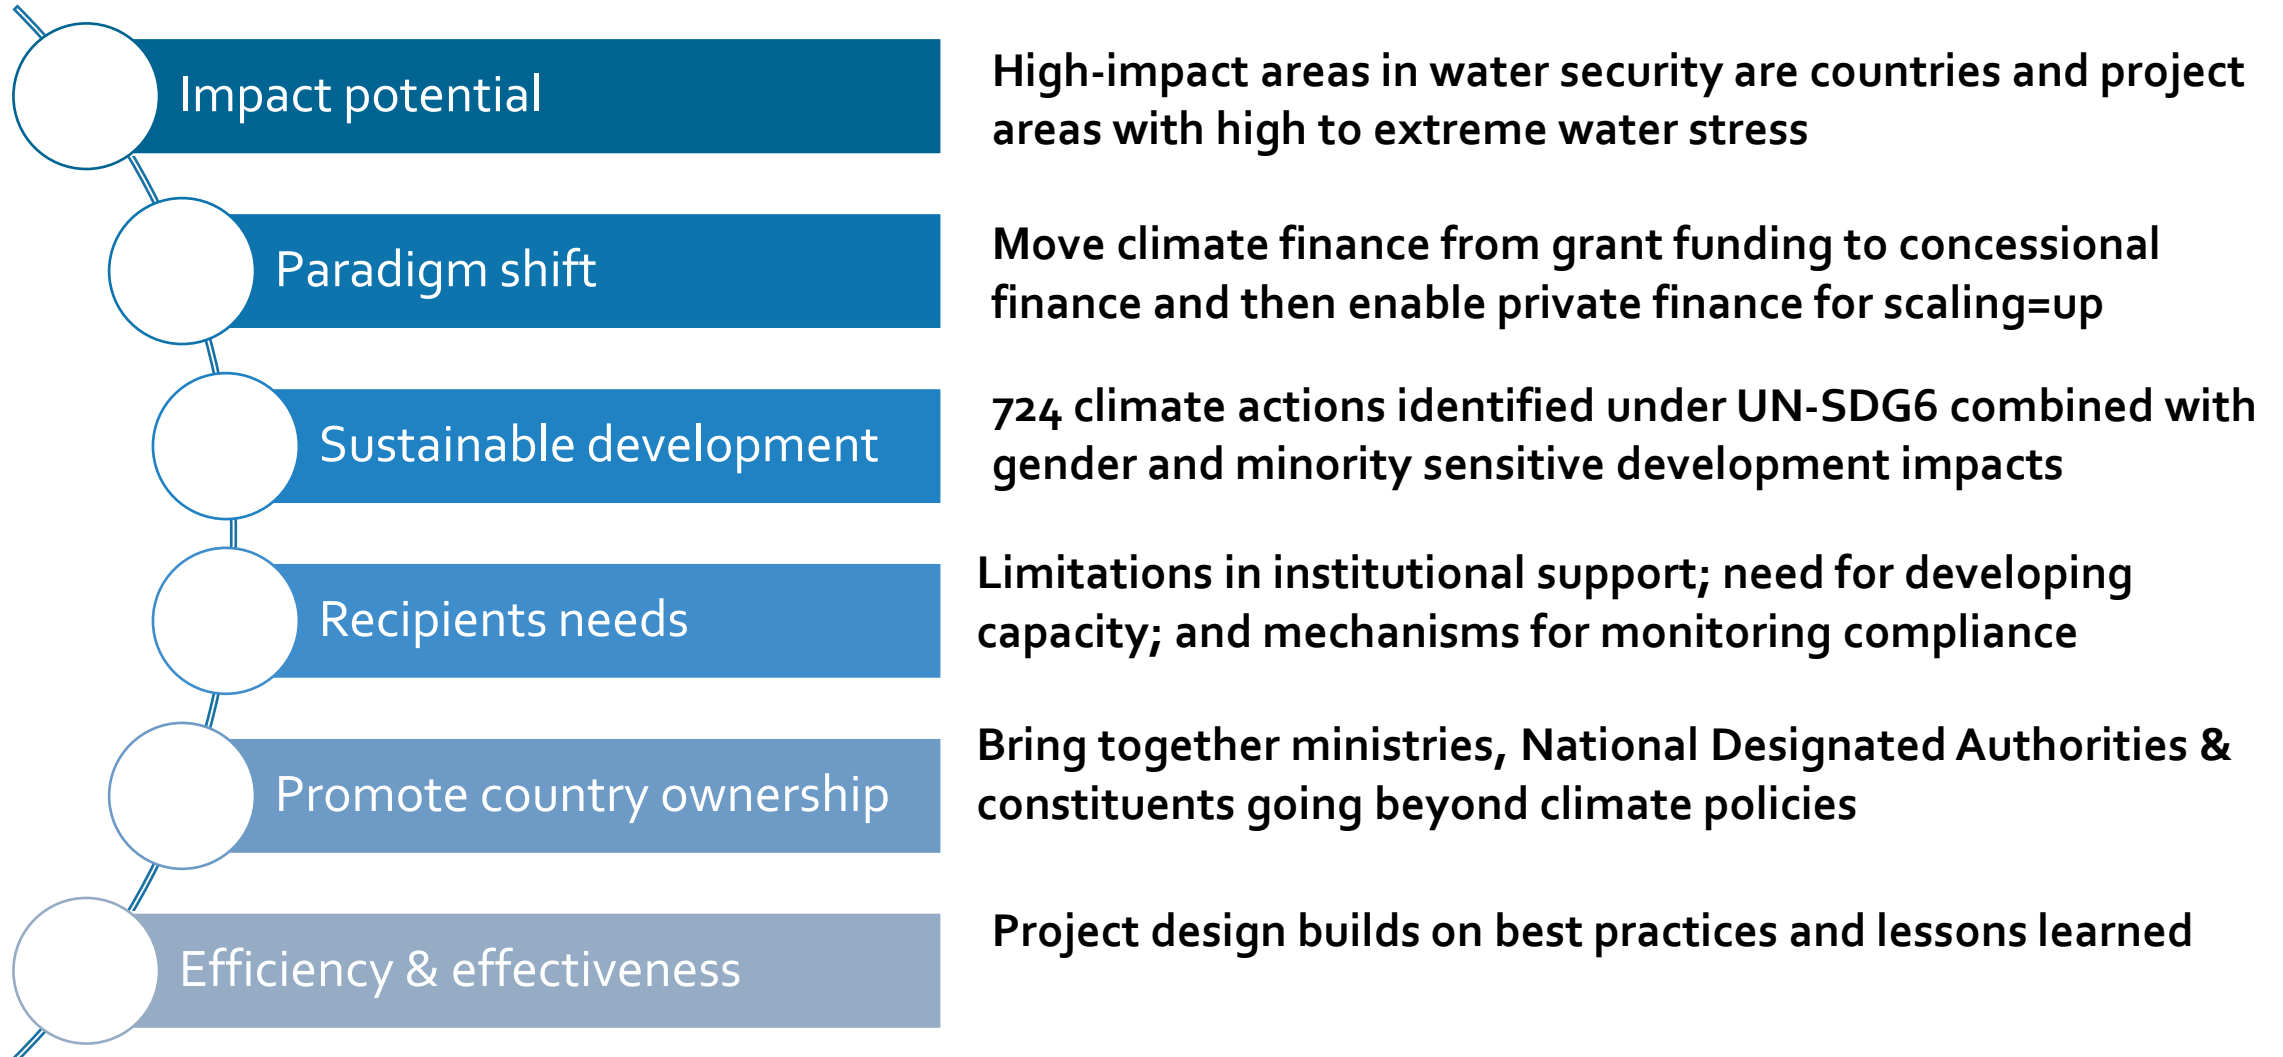 Impact potential
High-impact areas in water security are countries and project
areas with high to extreme water stress
Paradigm shift
Move climate finance from grant funding to concessional
finance and then enable private finance for scaling=up
Sustainable development
724 climate actions identified under UN-SDG6 combined with
gender and minority sensitive development impacts
Recipients needs
Limitations in institutional support; need for developing
capacity; and mechanisms for monitoring compliance
Promote country ownership
Bring together ministries, National Designated Authorities &
constituents going beyond climate policies
Efficiency & effectiveness
Project design builds on best practices and lessons learned